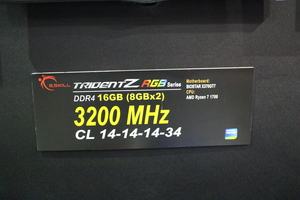 G.SKILL TRIDENTZ RGB Series
DDR4 16GB (8GBx2)
3200 MHz
CL 14-14-14-34
Motherboard:
BIOSTAR X370GT7
CPU:
AMD Ryzen 7 1700